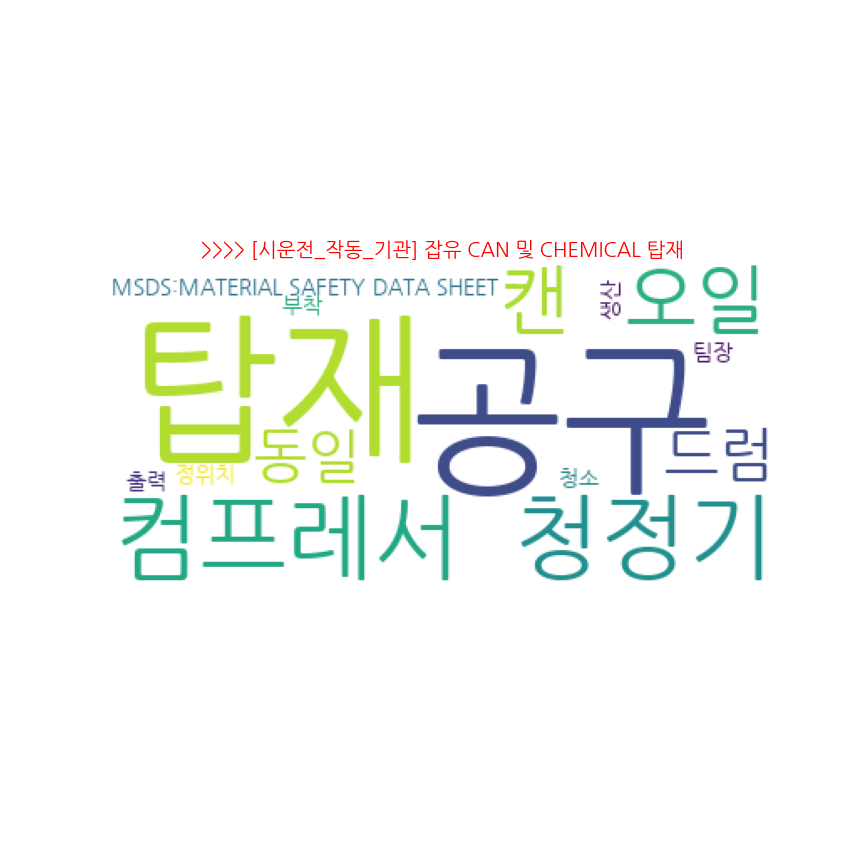 >>>> [시운전_작동_기관] 잡유 CAN 및 CHEMICAL 탑재
MSDS:MATERIAL SAFETY DATA SHEET
부착
캔
생산
오일
탑재
공구
팀장
동일
드럼
출력
정위치
청소
컴프레서
청정기